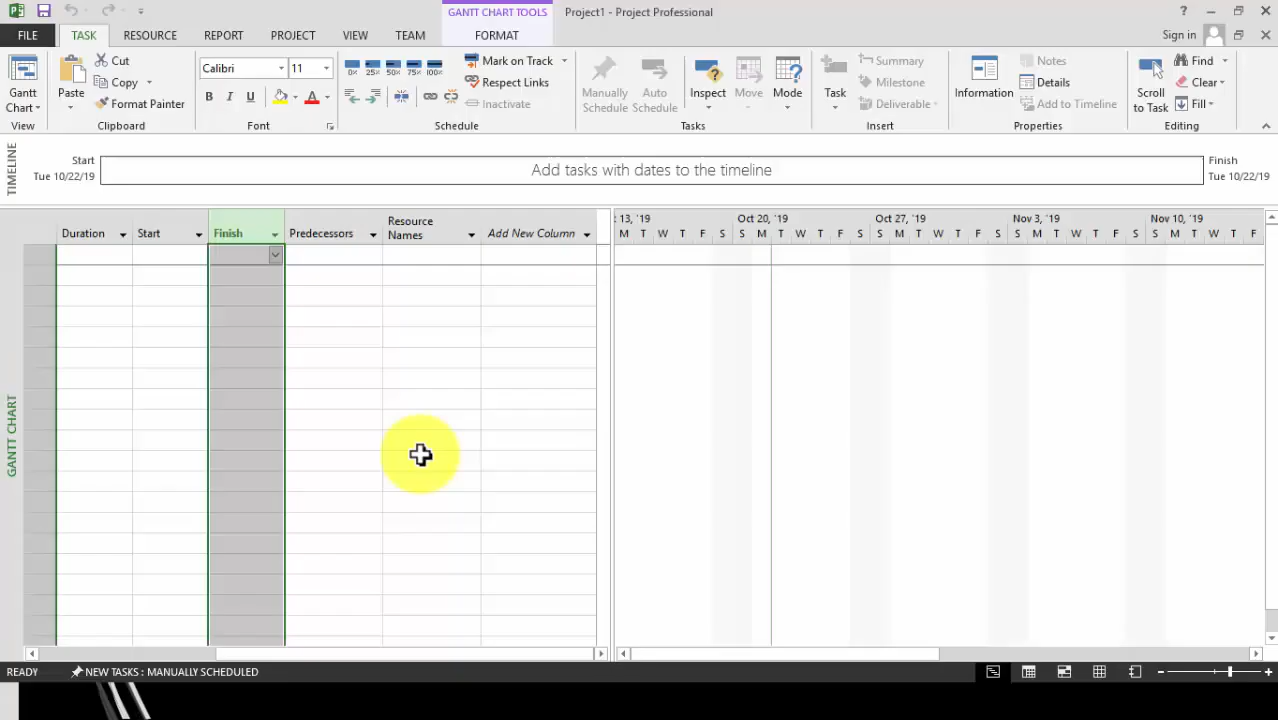 GANTT CHART TOOLS
Project1 - Project Professional
?
FILE TASK RESOURCE REPORT PROJECT VIEW TEAM FORMAT Sign in
Gantt Chart
View
Paste
Cut
Copy
Format Painter
Clipboard
Calibri 11
B I U A
Font
0% 25% 50% 75% 100%
Mark on Track
Respect Links
Inactivate
Schedule
Manually Schedule
Auto Schedule
Inspect
Move
Mode
Tasks
Task
Summary
Milestone
Deliverable
Insert
Information
Notes
Details
Add to Timeline
Properties
Scroll to Task
Find
Clear
Fill
Editing
TIMELINE
Start
Tue 10/22/19
Add tasks with dates to the timeline
Finish
Tue 10/22/19
Duration Start Finish Predecessors Resource Names Add New Column
: 13, '19 Oct 20, '19 Oct 27, '19 Nov 3, '19 Nov 10, '19
M T W T F S S M T W T F S S M T W T F S S M T W T F S S M T W T F
GANTT CHART
READY NEW TASKS : MANUALLY SCHEDULED